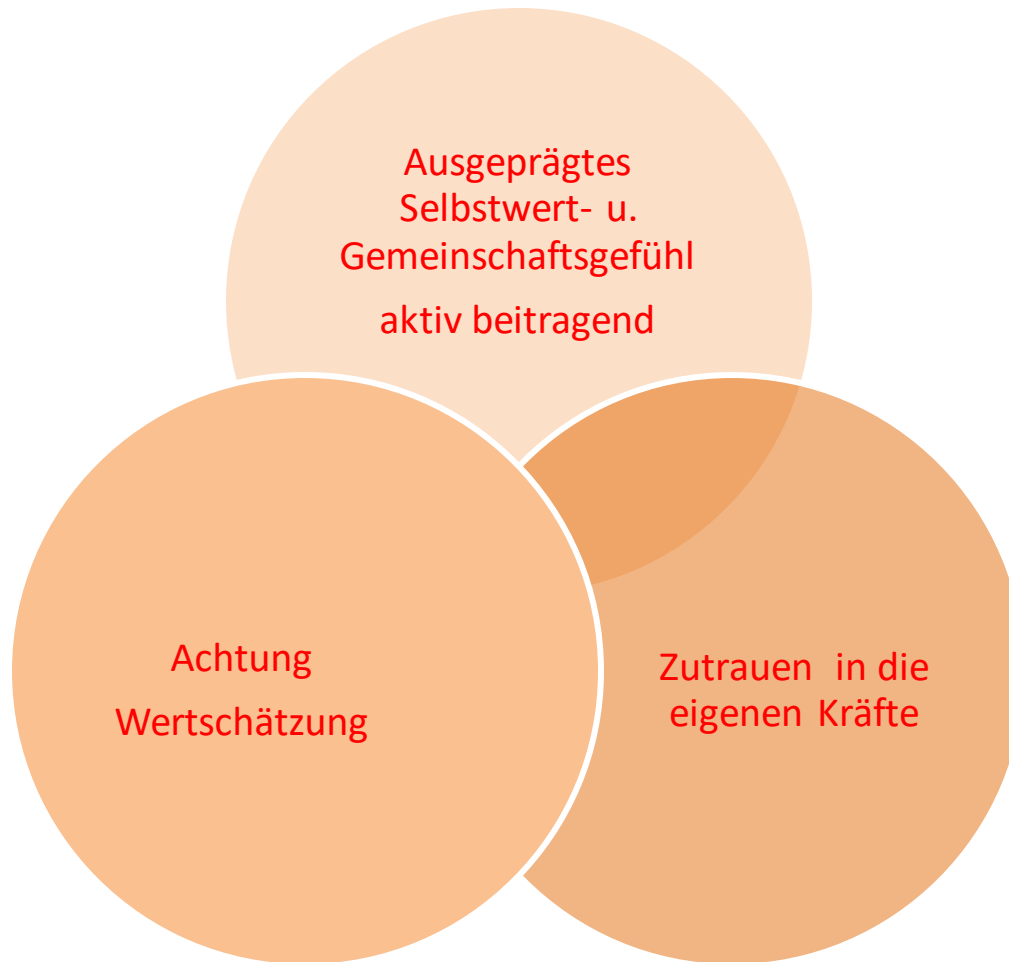 Ausgeprägtes
Selbstwert- u.
Gemeinschaftsgefühl
aktiv beitragend
Achtung
Wertschätzung
Zutrauen in die
eigenen Kräfte